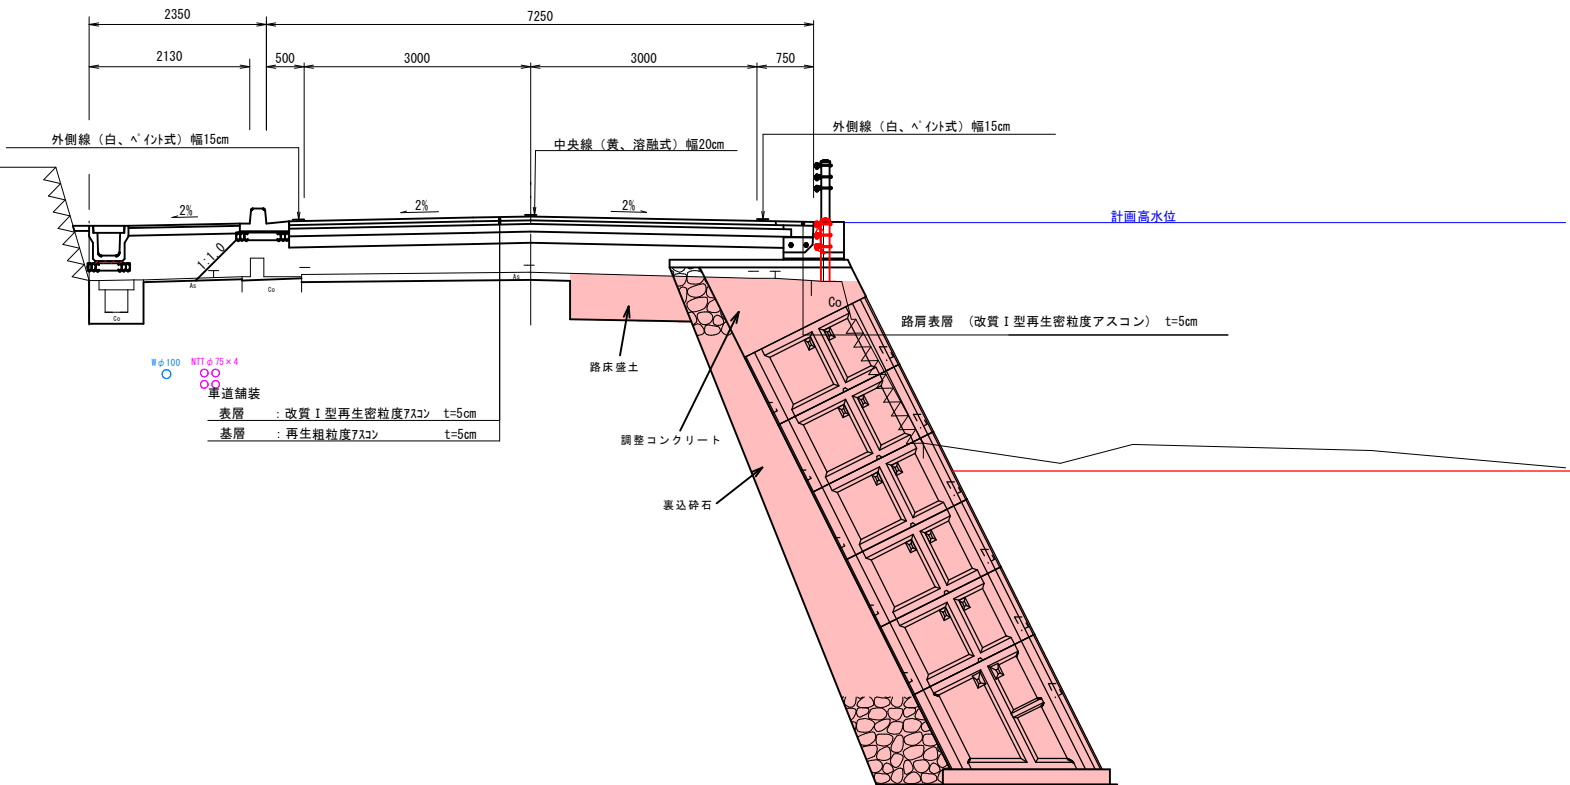 2350
7250
2130
500
3000
3000
750
外側線（白、ﾍﾟｲﾝﾄ式）幅15cm
中央線（黄、溶融式）幅20cm
外側線（白、ﾍﾟｲﾝﾄ式）幅15cm
2%
2%
2%
計画高水位
1:1.0
As
Co
As
Co
Co
路肩表層　（改質Ⅰ型再生密粒度アスコン）　t=5cm
路床盛土
Wφ100
NTTφ75×4
車道舗装
表層　：改質Ⅰ型再生密粒度ｱｽｺﾝ　t=5cm
基層　：再生粗粒度ｱｽｺﾝ　t=5cm
調整コンクリート
裏込砕石